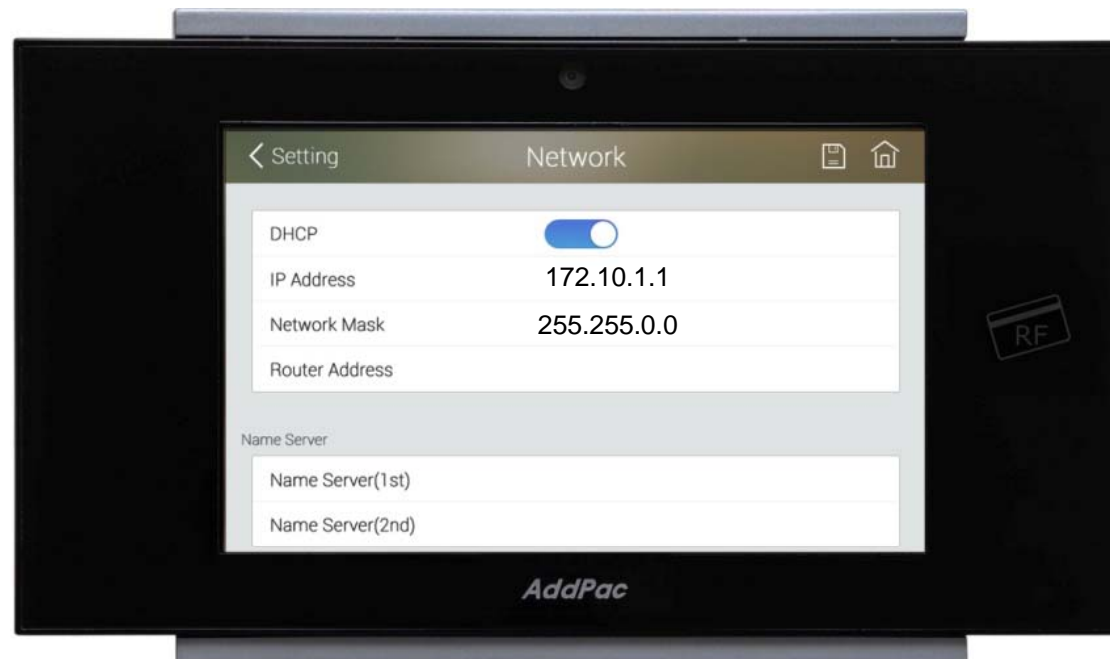 Setting
Network
DHCP
IP Address 172.10.1.1
Network Mask 255.255.0.0
Router Address
Name Server
Name Server(1st)
Name Server(2nd)
RF
AddPac